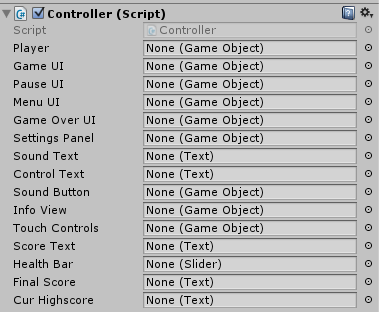 Controller (Script)
Script Controller
Player None (Game Object)
Game UI None (Game Object)
Pause UI None (Game Object)
Menu UI None (Game Object)
Game Over UI None (Game Object)
Settings Panel None (Game Object)
Sound Text None (Text)
Control Text None (Text)
Sound Button None (Game Object)
Info View None (Game Object)
Touch Controls None (Game Object)
Score Text None (Text)
Health Bar None (Slider)
Final Score None (Text)
Cur Highscore None (Text)